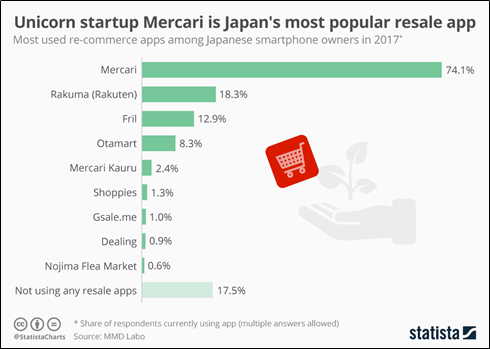 Unicorn startup Mercari is Japan's most popular resale app
Most used re-commerce apps among Japanese smartphone owners in 2017*
Mercari 74.1%
Rakuma (Rakuten) 18.3%
Fril 12.9%
Otamart 8.3%
Mercari Kauru 2.4%
Shoppies 1.3%
Gsale.me 1.0%
Dealing 0.9%
Nojima Flea Market 0.6%
Not using any resale apps 17.5%
* Share of respondents currently using app (multiple answers allowed)
@StatistaCharts Source: MMD Labo
statista